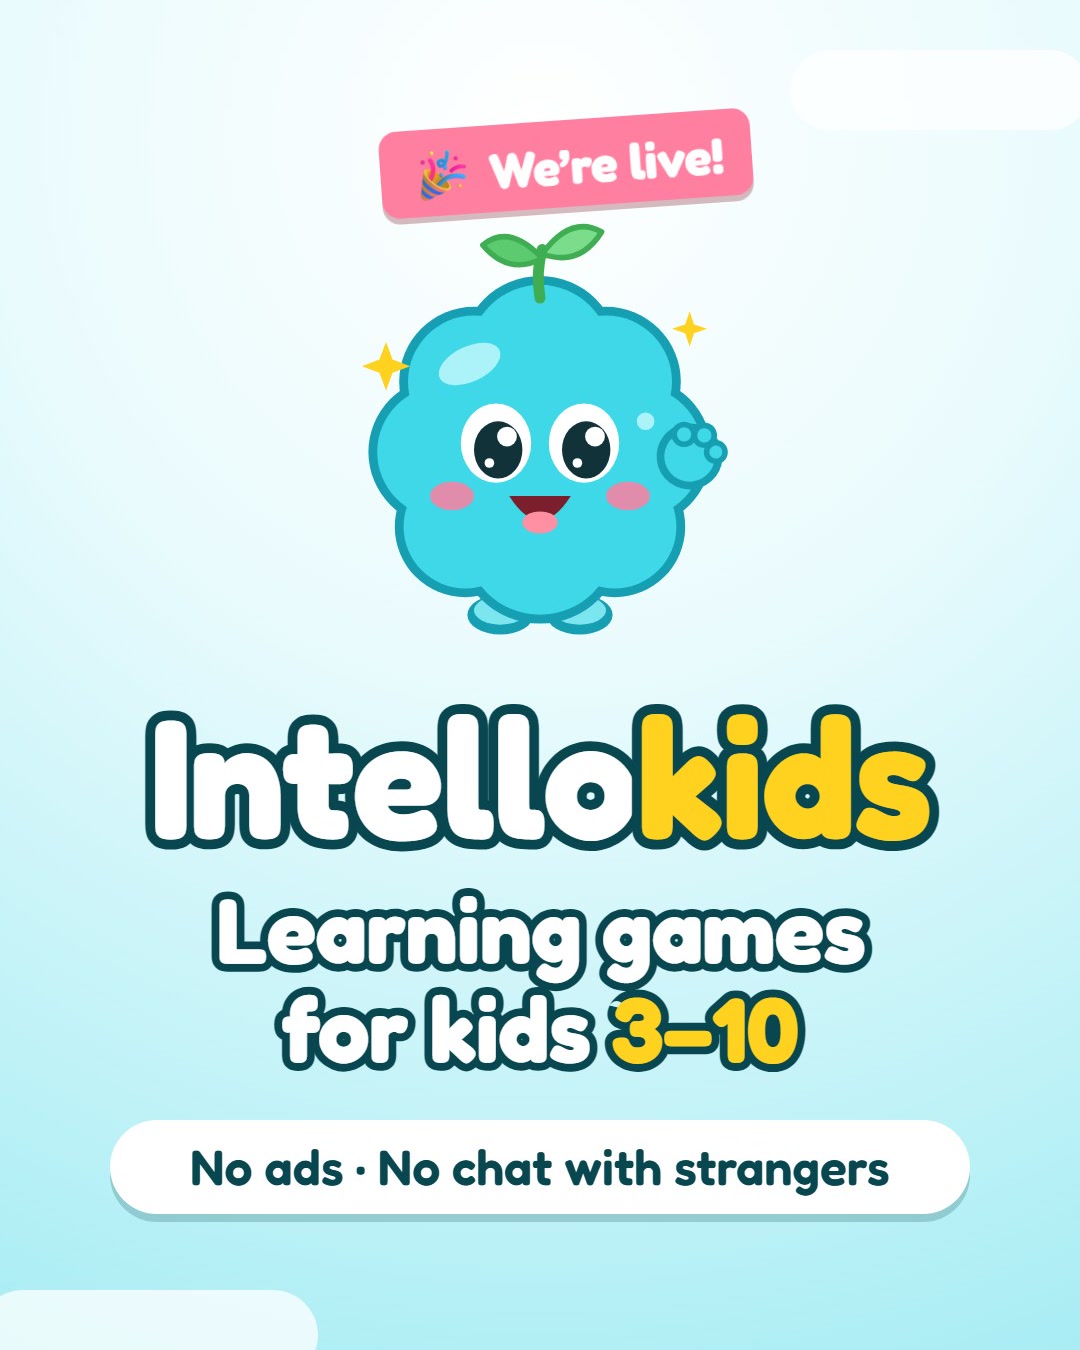 🎉 We’re live!
Intellokids
Learning games
for kids 3–10
No ads · No chat with strangers